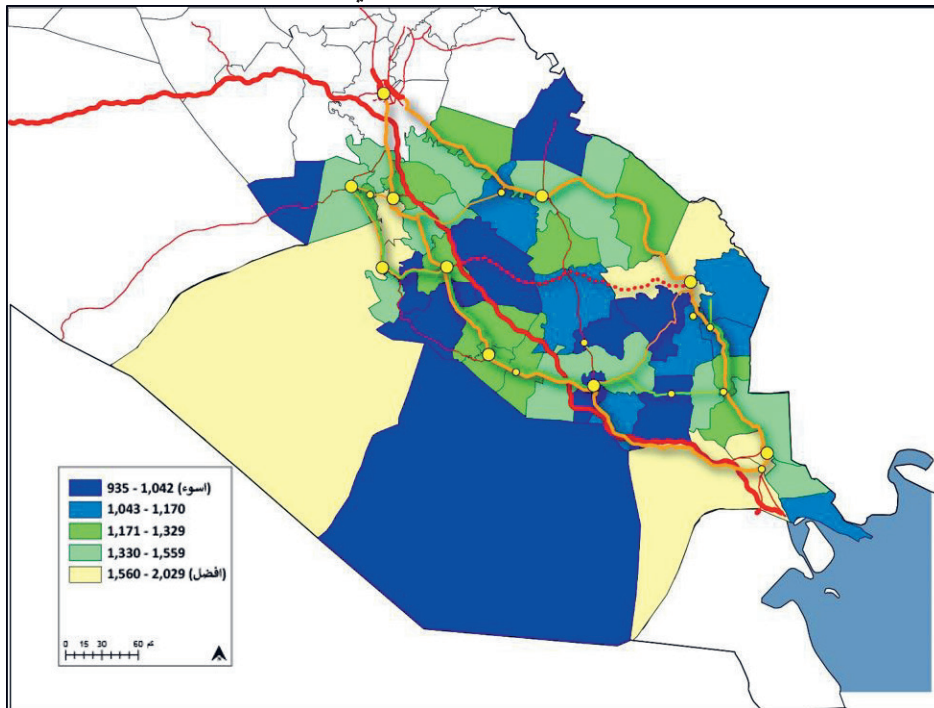 935 - 1,042 (اسوء)
1,043 - 1,170
1,171 - 1,329
1,330 - 1,559
1,560 - 2,029 (افضل)
0 15 30 60 كم